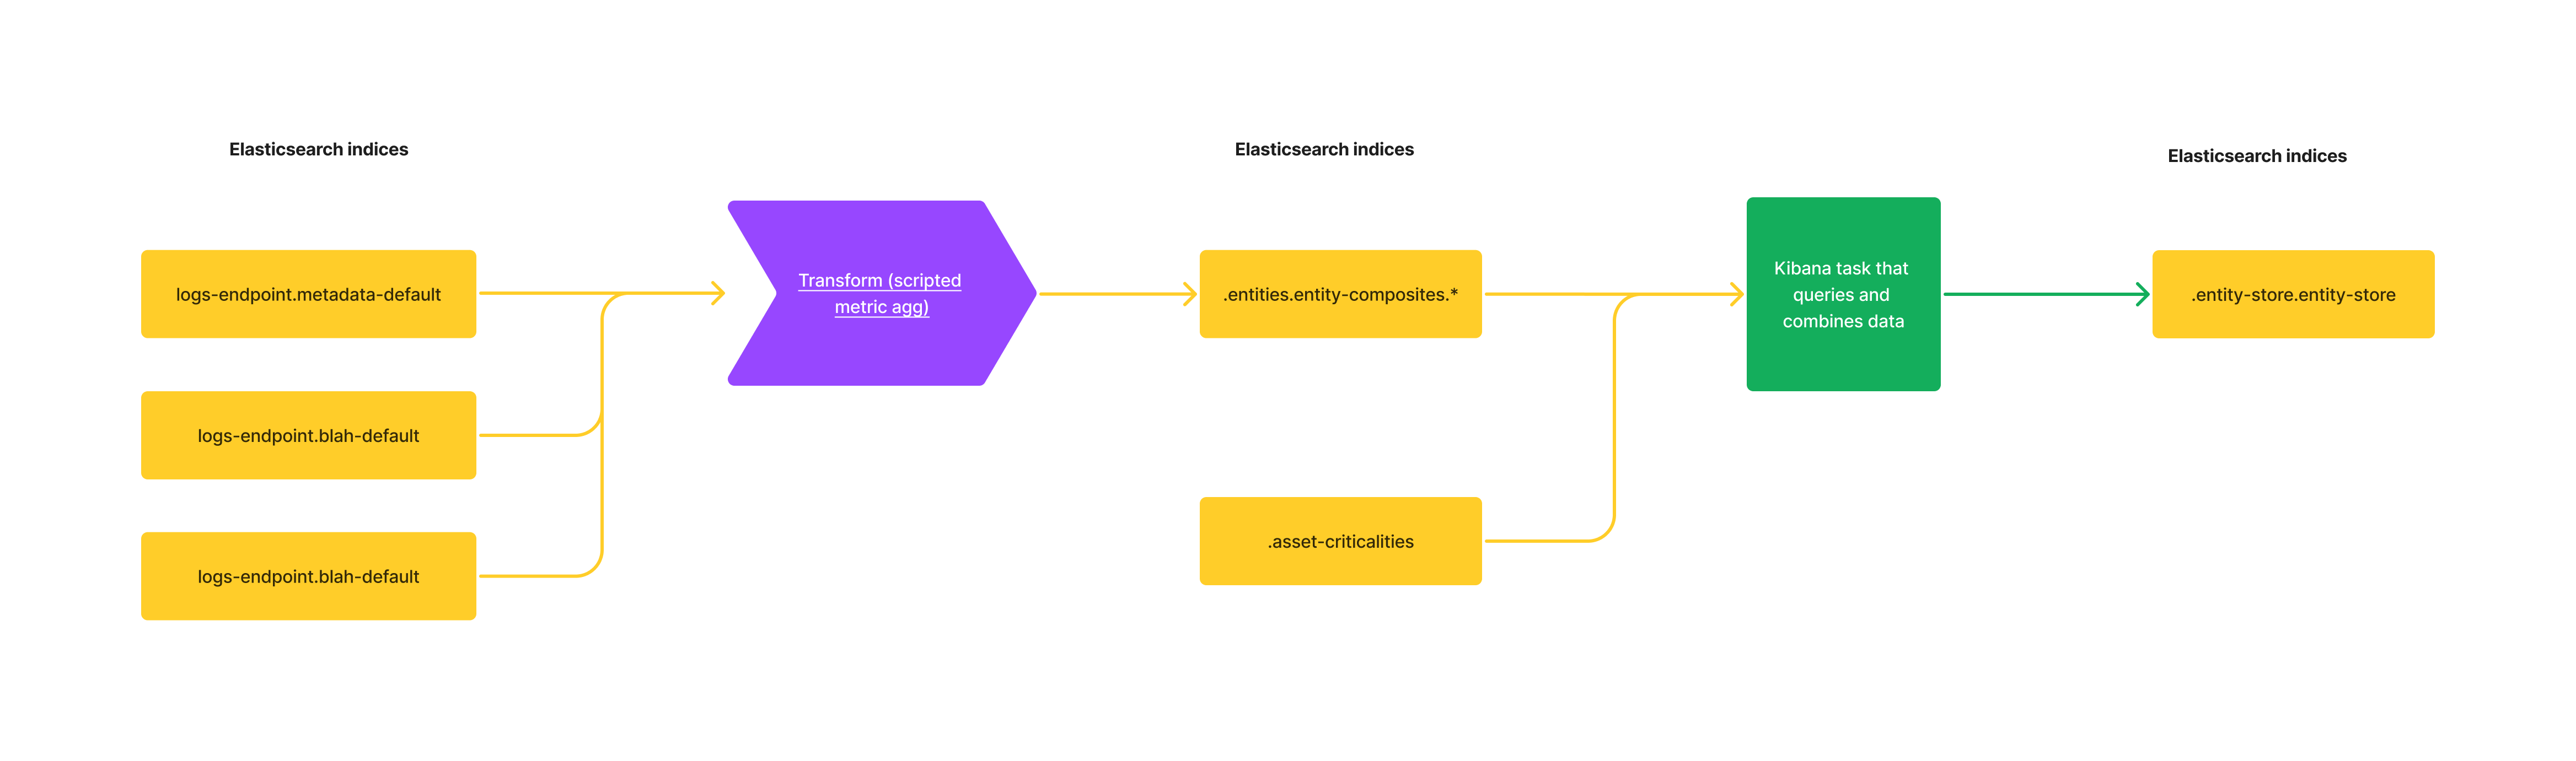 Elasticsearch indices
logs-endpoint.metadata-default
logs-endpoint.blah-default
logs-endpoint.blah-default
Transform (scripted
metric agg)
Elasticsearch indices
.entities.entity-composites.*
.asset-criticalities
Kibana task that
queries and
combines data
Elasticsearch indices
.entity-store.entity-store